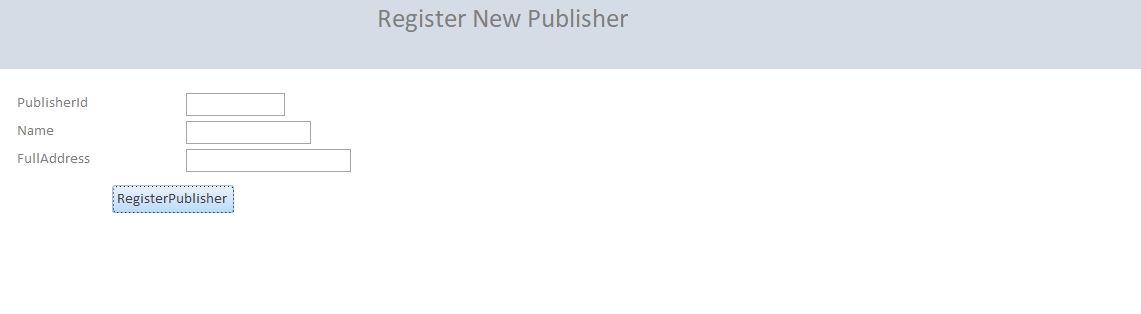 Register New Publisher
PublisherId
Name
FullAddress
RegisterPublisher